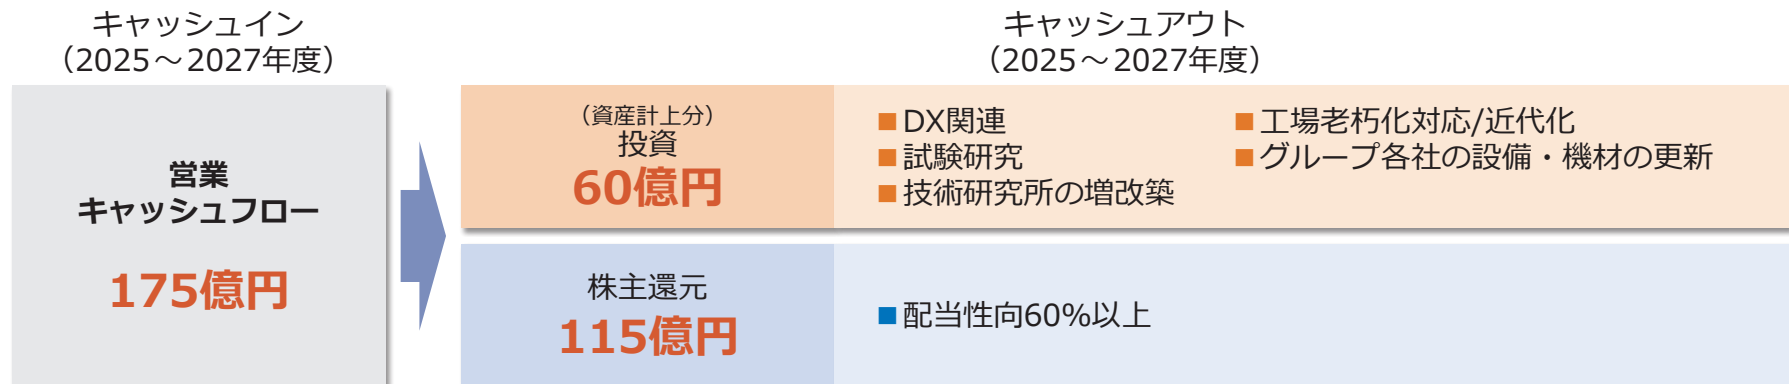 キャッシュイン
（2025～2027年度）
キャッシュアウト
（2025～2027年度）
営業
キャッシュフロー
175億円
（資産計上分）
投資
60億円
■DX関連
■試験研究
■技術研究所の増改築
■工場老朽化対応/近代化
■グループ各社の設備・機材の更新
株主還元
115億円
■配当性向60%以上